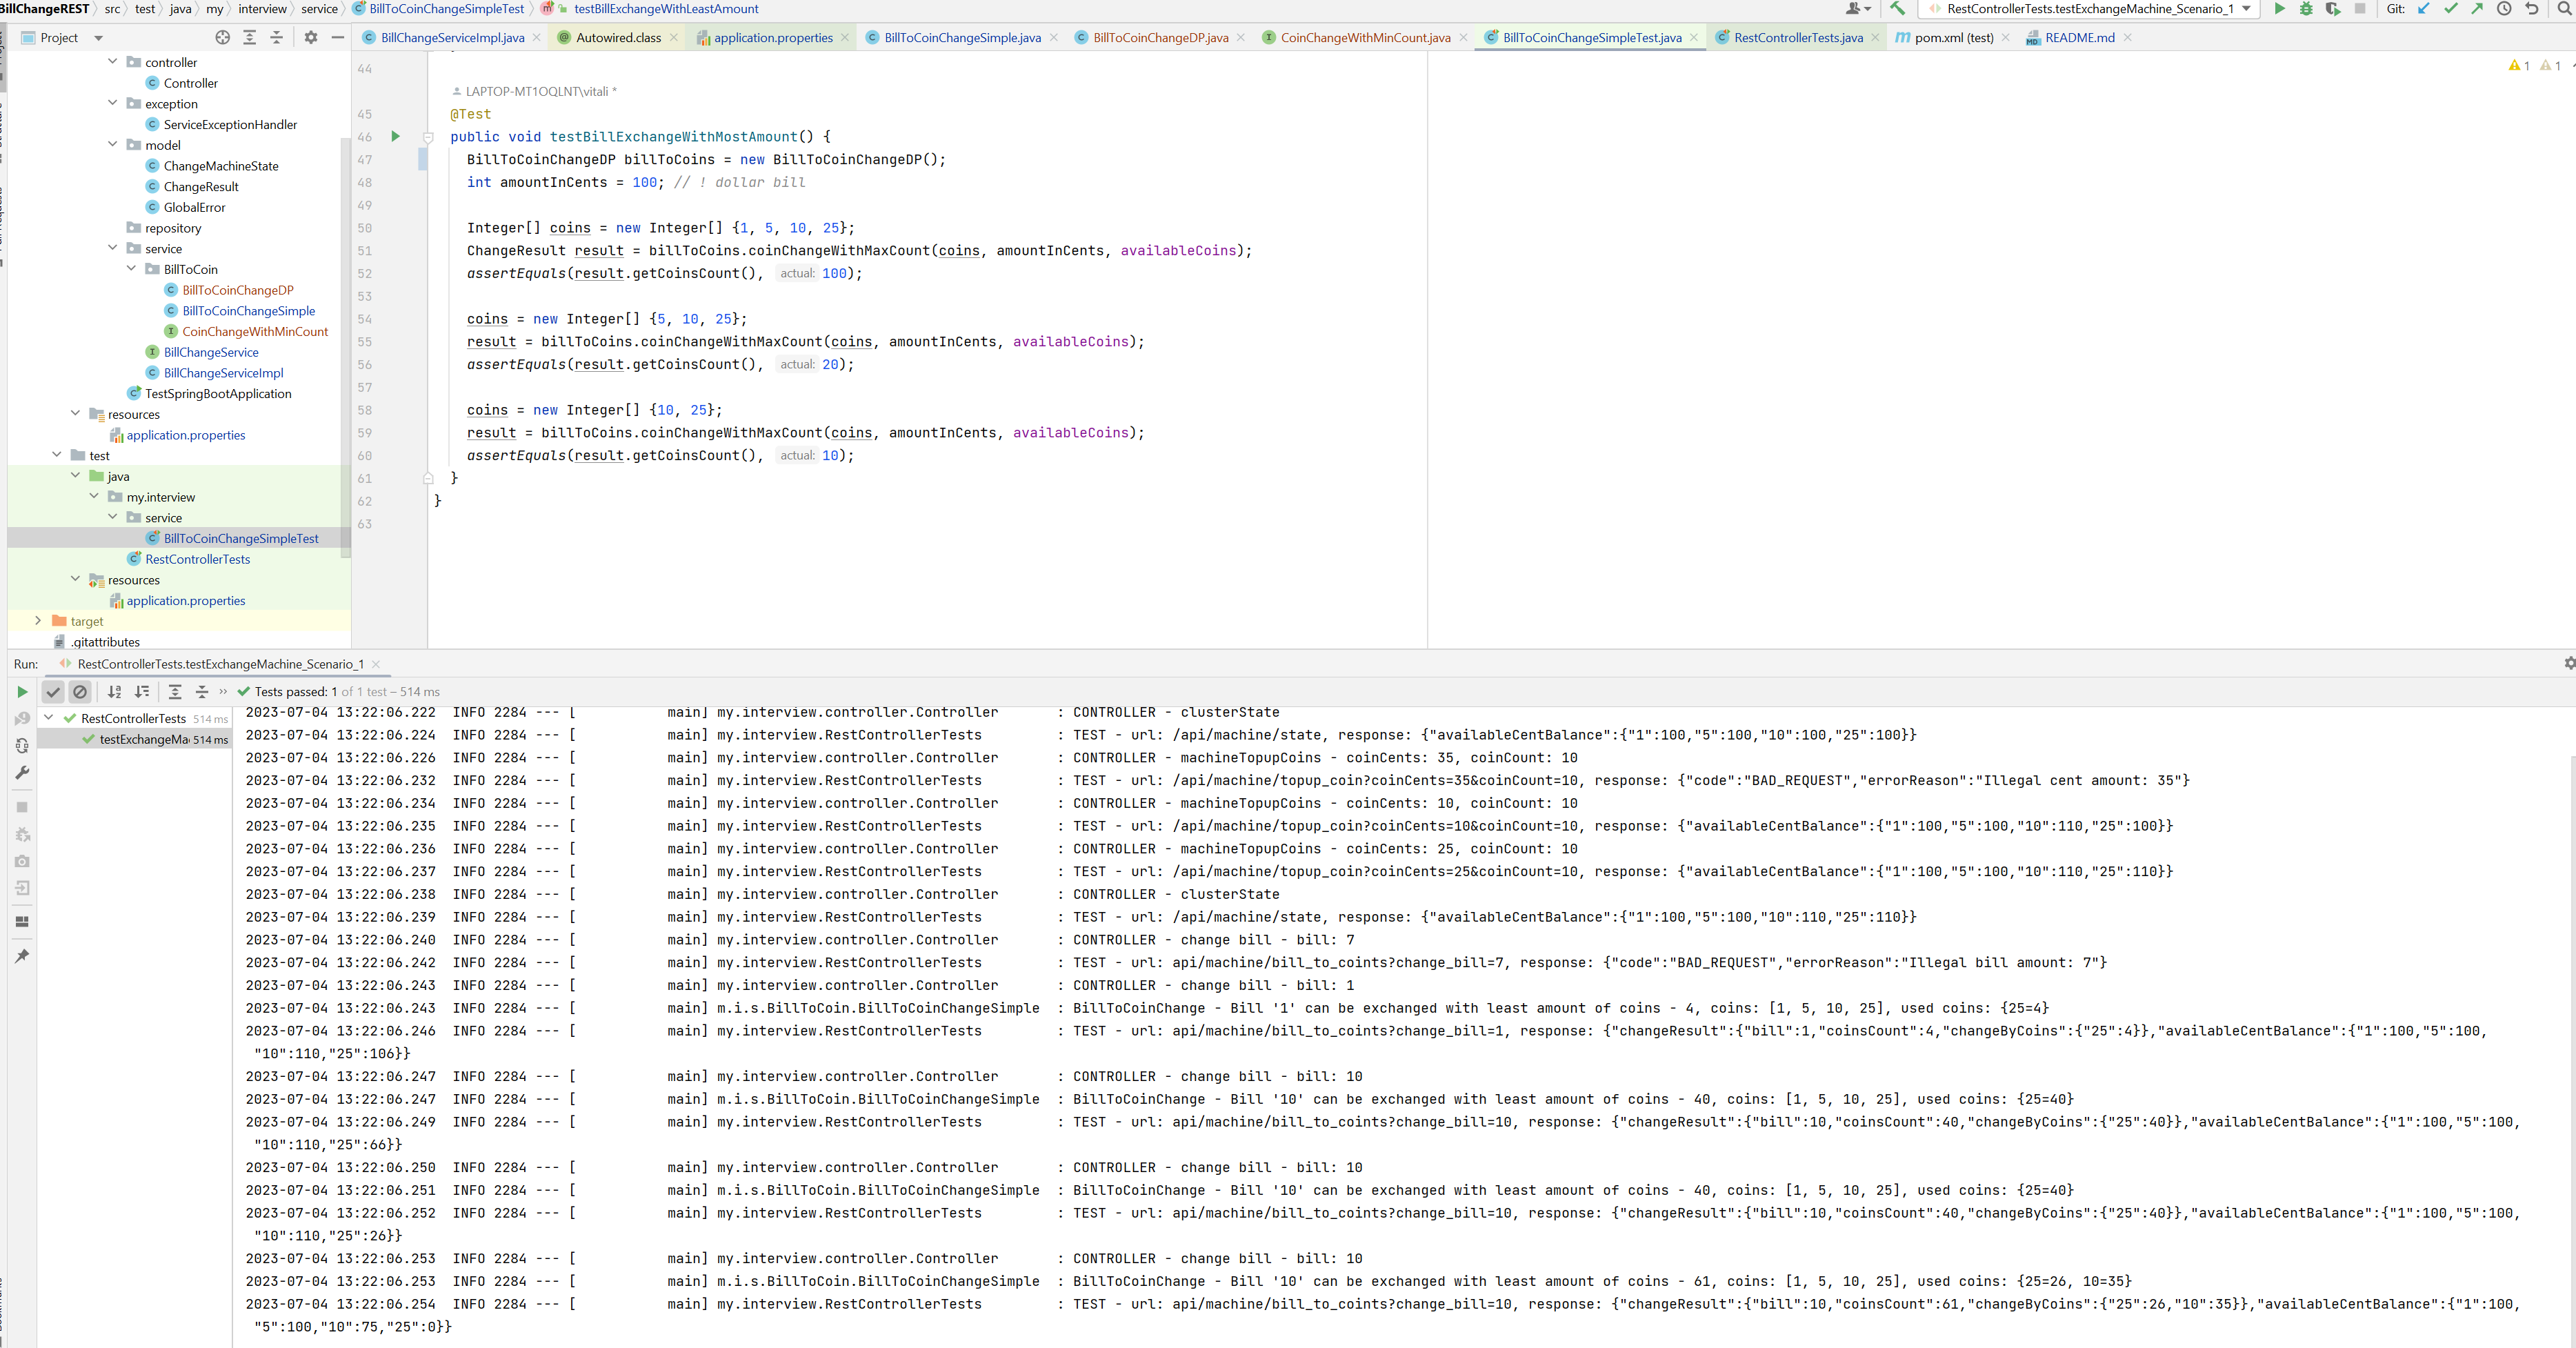 BillChangeREST src test java my interview service BillToCoinChangeSimpleTest testBillExchangeWithLeastAmount
RestControllerTests.testExchangeMachine_Scenario_1 Git:
Project
BillChangeServiceImpl.java Autowired.class application.properties BillToCoinChangeSimple.java BillToCoinChangeDP.java CoinChangeWithMinCount.java BillToCoinChangeSimpleTest.java RestControllerTests.java pom.xml (test) README.md
controller
Controller
exception
ServiceExceptionHandler
model
ChangeMachineState
ChangeResult
GlobalError
repository
service
BillToCoin
BillToCoinChangeDP
BillToCoinChangeSimple
CoinChangeWithMinCount
BillChangeService
BillChangeServiceImpl
TestSpringBootApplication
resources
application.properties
test
java
my.interview
service
BillToCoinChangeSimpleTest
RestControllerTests
resources
application.properties
target
.gitattributes
1 1
44
LAPTOP-MT1OQLNT\vitali *
45 @Test
46 public void testBillExchangeWithMostAmount() {
47 BillToCoinChangeDP billToCoins = new BillToCoinChangeDP();
48 int amountInCents = 100; // ! dollar bill
49
50 Integer[] coins = new Integer[] {1, 5, 10, 25};
51 ChangeResult result = billToCoins.coinChangeWithMaxCount(coins, amountInCents, availableCoins);
52 assertEquals(result.getCoinsCount(), actual: 100);
53
54 coins = new Integer[] {5, 10, 25};
55 result = billToCoins.coinChangeWithMaxCount(coins, amountInCents, availableCoins);
56 assertEquals(result.getCoinsCount(), actual: 20);
57
58 coins = new Integer[] {10, 25};
59 result = billToCoins.coinChangeWithMaxCount(coins, amountInCents, availableCoins);
60 assertEquals(result.getCoinsCount(), actual: 10);
61 }
62 }
63
Run: RestControllerTests.testExchangeMachine_Scenario_1
Tests passed: 1 of 1 test – 514 ms
RestControllerTests 514 ms
testExchangeMa 514 ms
2023-07-04 13:22:06.222 INFO 2284 --- [ main] my.interview.controller.Controller : CONTROLLER - clusterState
2023-07-04 13:22:06.224 INFO 2284 --- [ main] my.interview.RestControllerTests : TEST - url: /api/machine/state, response: {"availableCentBalance":{"1":100,"5":100,"10":100,"25":100}}
2023-07-04 13:22:06.226 INFO 2284 --- [ main] my.interview.controller.Controller : CONTROLLER - machineTopupCoins - coinCents: 35, coinCount: 10
2023-07-04 13:22:06.232 INFO 2284 --- [ main] my.interview.RestControllerTests : TEST - url: /api/machine/topup_coin?coinCents=35&coinCount=10, response: {"code":"BAD_REQUEST","errorReason":"Illegal cent amount: 35"}
2023-07-04 13:22:06.234 INFO 2284 --- [ main] my.interview.controller.Controller : CONTROLLER - machineTopupCoins - coinCents: 10, coinCount: 10
2023-07-04 13:22:06.235 INFO 2284 --- [ main] my.interview.RestControllerTests : TEST - url: /api/machine/topup_coin?coinCents=10&coinCount=10, response: {"availableCentBalance":{"1":100,"5":100,"10":110,"25":100}}
2023-07-04 13:22:06.236 INFO 2284 --- [ main] my.interview.controller.Controller : CONTROLLER - machineTopupCoins - coinCents: 25, coinCount: 10
2023-07-04 13:22:06.237 INFO 2284 --- [ main] my.interview.RestControllerTests : TEST - url: /api/machine/topup_coin?coinCents=25&coinCount=10, response: {"availableCentBalance":{"1":100,"5":100,"10":110,"25":110}}
2023-07-04 13:22:06.238 INFO 2284 --- [ main] my.interview.controller.Controller : CONTROLLER - clusterState
2023-07-04 13:22:06.239 INFO 2284 --- [ main] my.interview.RestControllerTests : TEST - url: /api/machine/state, response: {"availableCentBalance":{"1":100,"5":100,"10":110,"25":110}}
2023-07-04 13:22:06.240 INFO 2284 --- [ main] my.interview.controller.Controller : CONTROLLER - change bill - bill: 7
2023-07-04 13:22:06.242 INFO 2284 --- [ main] my.interview.RestControllerTests : TEST - url: api/machine/bill_to_coints?change_bill=7, response: {"code":"BAD_REQUEST","errorReason":"Illegal bill amount: 7"}
2023-07-04 13:22:06.243 INFO 2284 --- [ main] my.interview.controller.Controller : CONTROLLER - change bill - bill: 1
2023-07-04 13:22:06.243 INFO 2284 --- [ main] m.i.s.BillToCoin.BillToCoinChangeSimple : BillToCoinChange - Bill '1' can be exchanged with least amount of coins - 4, coins: [1, 5, 10, 25], used coins: {25=4}
2023-07-04 13:22:06.246 INFO 2284 --- [ main] my.interview.RestControllerTests : TEST - url: api/machine/bill_to_coints?change_bill=1, response: {"changeResult":{"bill":1,"coinsCount":4,"changeByCoins":{"25":4}},"availableCentBalance":{"1":100,"5":100,
"10":110,"25":106}}
2023-07-04 13:22:06.247 INFO 2284 --- [ main] my.interview.controller.Controller : CONTROLLER - change bill - bill: 10
2023-07-04 13:22:06.247 INFO 2284 --- [ main] m.i.s.BillToCoin.BillToCoinChangeSimple : BillToCoinChange - Bill '10' can be exchanged with least amount of coins - 40, coins: [1, 5, 10, 25], used coins: {25=40}
2023-07-04 13:22:06.249 INFO 2284 --- [ main] my.interview.RestControllerTests : TEST - url: api/machine/bill_to_coints?change_bill=10, response: {"changeResult":{"bill":10,"coinsCount":40,"changeByCoins":{"25":40}},"availableCentBalance":{"1":100,"5":100,
"10":110,"25":66}}
2023-07-04 13:22:06.250 INFO 2284 --- [ main] my.interview.controller.Controller : CONTROLLER - change bill - bill: 10
2023-07-04 13:22:06.251 INFO 2284 --- [ main] m.i.s.BillToCoin.BillToCoinChangeSimple : BillToCoinChange - Bill '10' can be exchanged with least amount of coins - 40, coins: [1, 5, 10, 25], used coins: {25=40}
2023-07-04 13:22:06.252 INFO 2284 --- [ main] my.interview.RestControllerTests : TEST - url: api/machine/bill_to_coints?change_bill=10, response: {"changeResult":{"bill":10,"coinsCount":40,"changeByCoins":{"25":40}},"availableCentBalance":{"1":100,"5":100,
"10":110,"25":26}}
2023-07-04 13:22:06.253 INFO 2284 --- [ main] my.interview.controller.Controller : CONTROLLER - change bill - bill: 10
2023-07-04 13:22:06.253 INFO 2284 --- [ main] m.i.s.BillToCoin.BillToCoinChangeSimple : BillToCoinChange - Bill '10' can be exchanged with least amount of coins - 61, coins: [1, 5, 10, 25], used coins: {25=26, 10=35}
2023-07-04 13:22:06.254 INFO 2284 --- [ main] my.interview.RestControllerTests : TEST - url: api/machine/bill_to_coints?change_bill=10, response: {"changeResult":{"bill":10,"coinsCount":61,"changeByCoins":{"25":26,"10":35}},"availableCentBalance":{"1":100,
"5":100,"10":75,"25":0}}